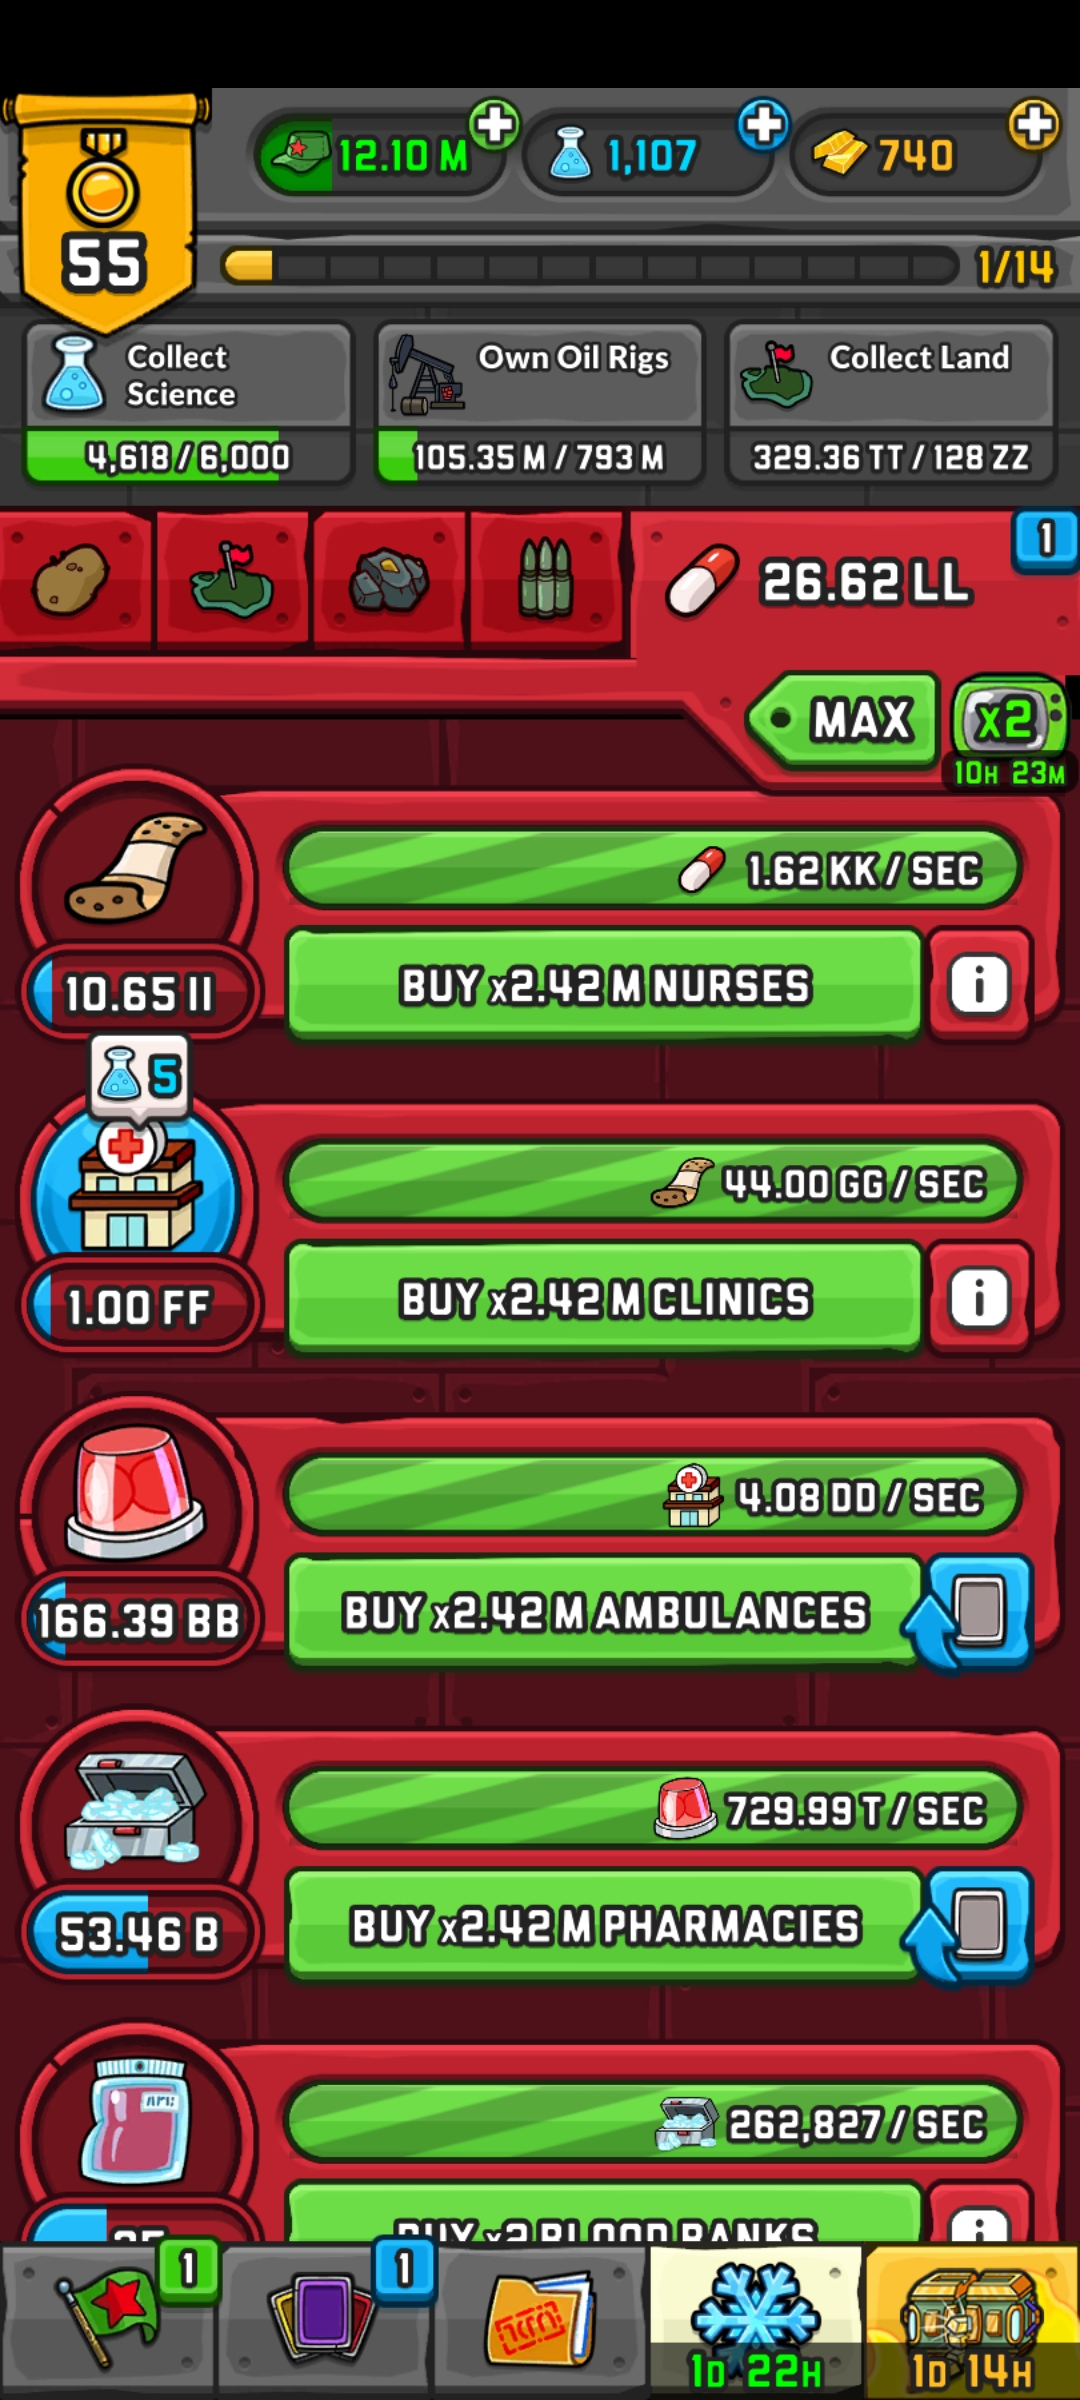 12.10 M
1,107
740
55
1/14
Collect
Science
4,618 / 6,000
Own Oil Rigs
105.35 M / 793 M
Collect Land
329.36 TT / 128 ZZ
26.62 LL
1
MAX
x2
10H 23M
1.62 KK / SEC
10.65 II
BUY x2.42 M NURSES
i
5
44.00 GG / SEC
1.00 FF
BUY x2.42 M CLINICS
i
4.08 DD / SEC
166.39 BB
BUY x2.42 M AMBULANCES
729.99 T / SEC
53.46 B
BUY x2.42 M PHARMACIES
262,827 / SEC
BUY x2 BLOOD BANKS
i
1
1
1D 22H
1D 14H